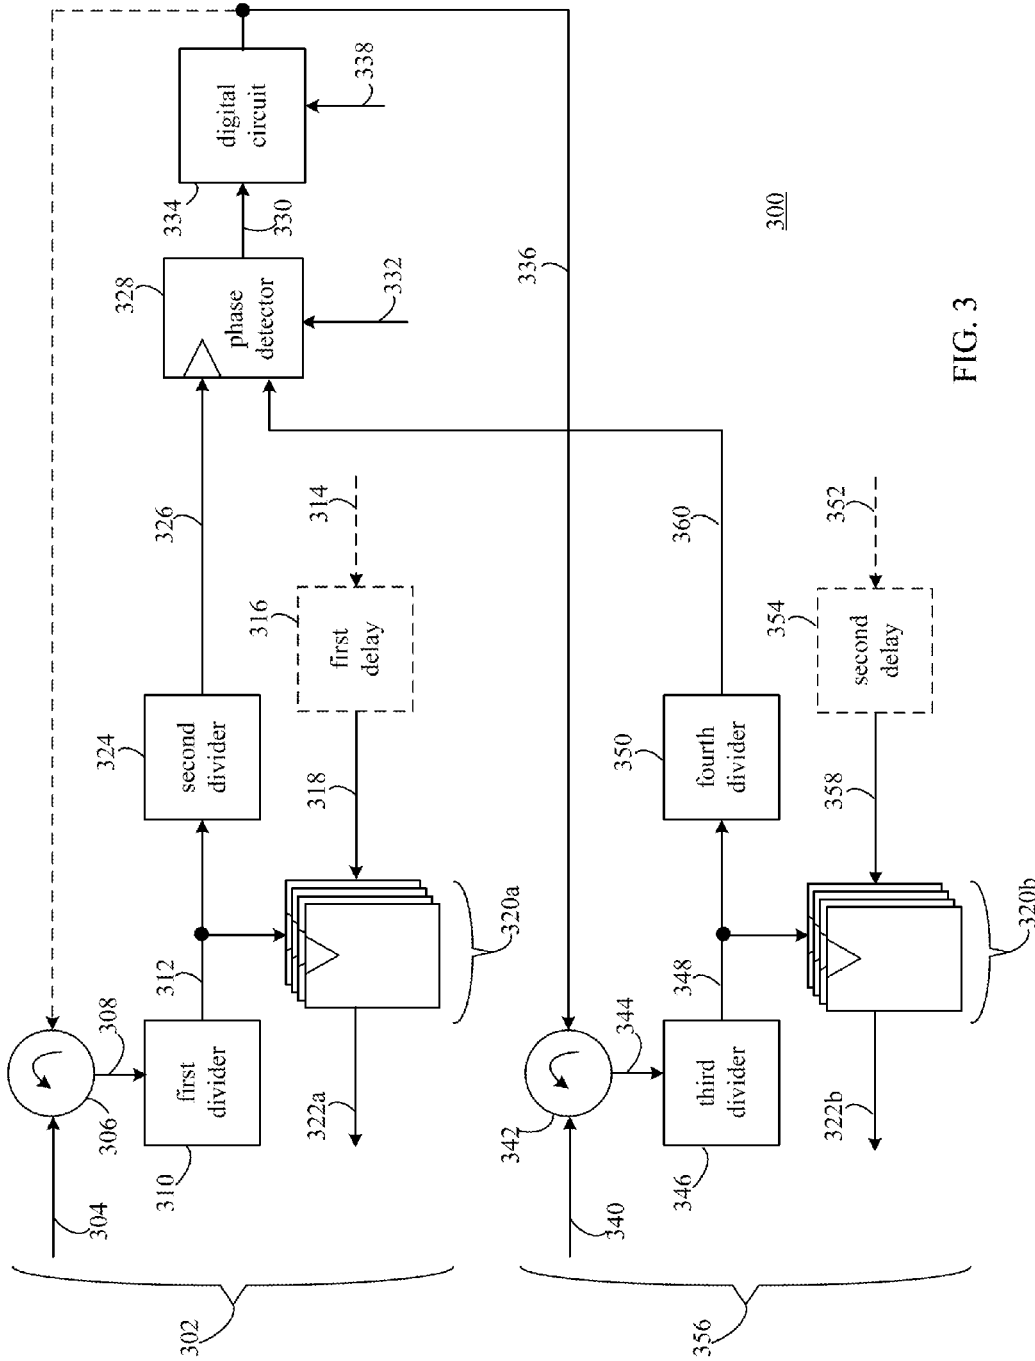 302
304
306
308
first
divider
310
312
second
divider
324
326
328
phase
detector
332
330
334
digital
circuit
338
322a
320a
318
first
delay
316
314
336
356
340
342
344
third
divider
346
348
fourth
divider
350
360
322b
320b
358
second
delay
354
352
300
FIG. 3